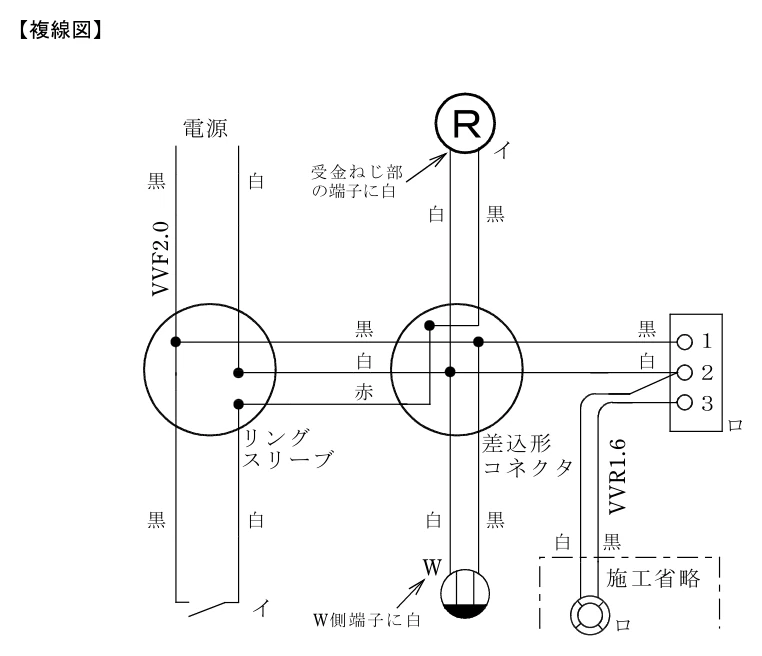 【複線図】
電源
R
イ
受金ねじ部
の端子に白
黒
白
白
黒
VVF2.0
黒
黒
1
白
白
2
赤
3
ロ
リング
スリーブ
差込形
コネクタ
VVR1.6
黒
白
白
黒
白
黒
W
施工省略
W側端子に白
イ
ロ